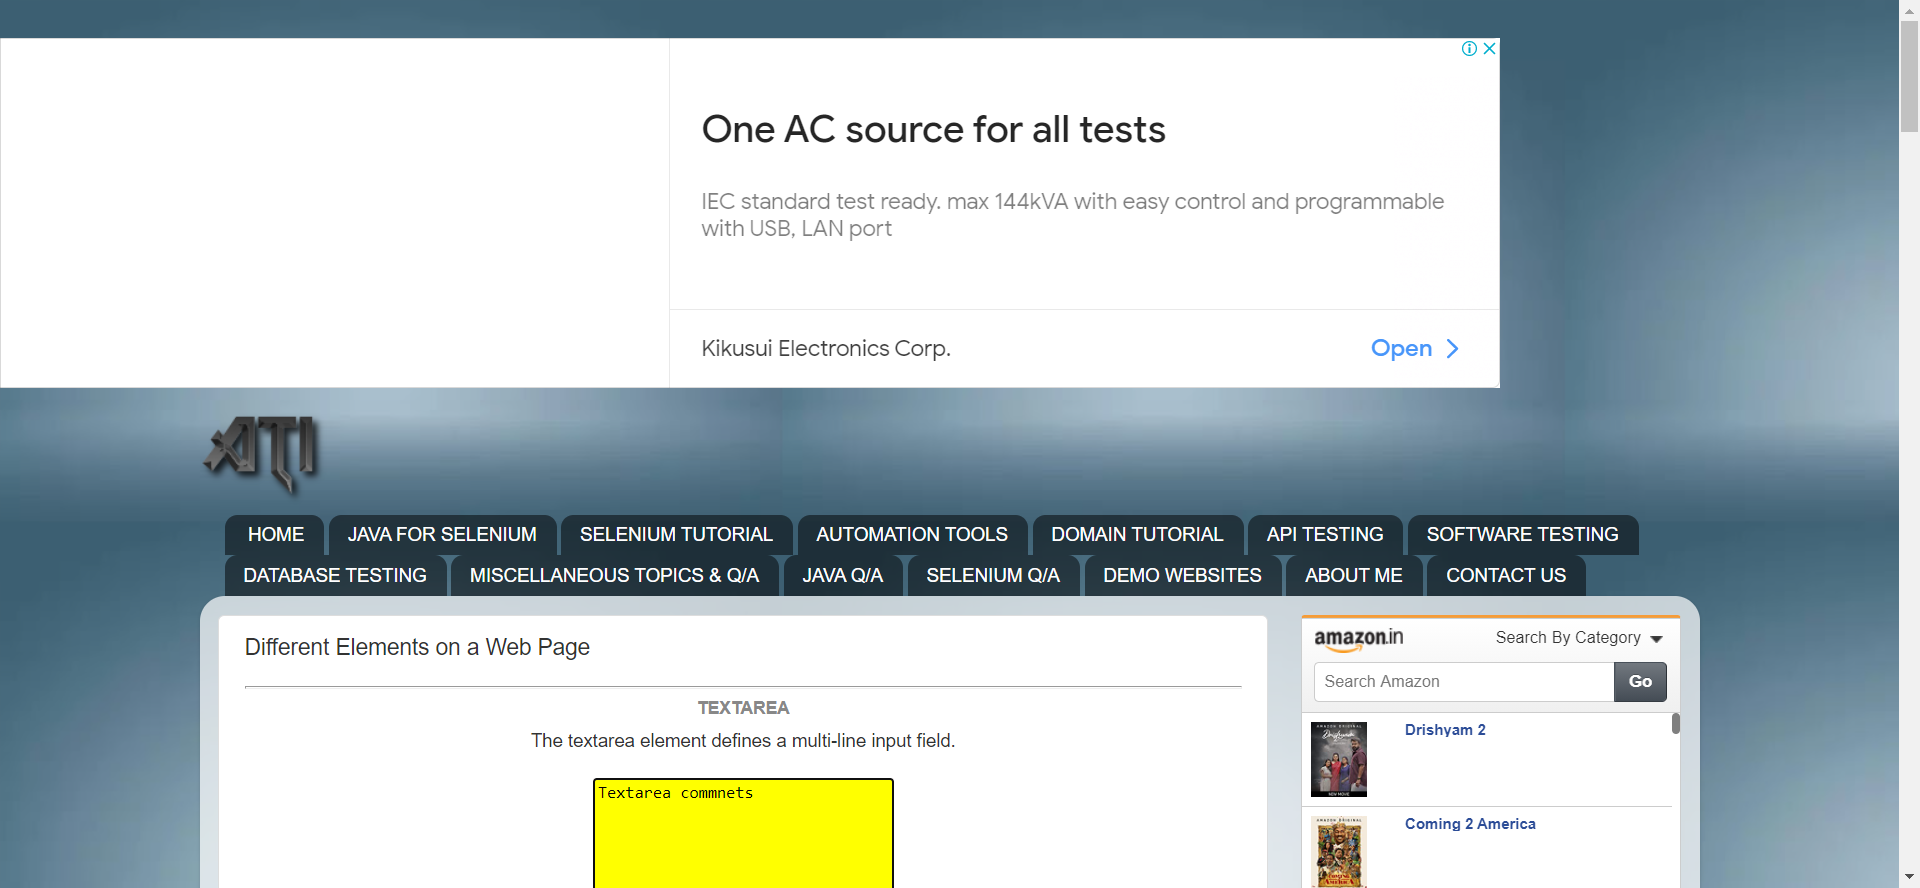 One AC source for all tests
IEC standard test ready. max 144kVA with easy control and programmable
with USB, LAN port
Kikusui Electronics Corp.
Open
ATI
HOME
JAVA FOR SELENIUM
SELENIUM TUTORIAL
AUTOMATION TOOLS
DOMAIN TUTORIAL
API TESTING
SOFTWARE TESTING
DATABASE TESTING
MISCELLANEOUS TOPICS & Q/A
JAVA Q/A
SELENIUM Q/A
DEMO WEBSITES
ABOUT ME
CONTACT US
Different Elements on a Web Page
TEXTAREA
The textarea element defines a multi-line input field.
Textarea commnets
amazon.in
Search By Category
Search Amazon
Go
Drishyam 2
Coming 2 America